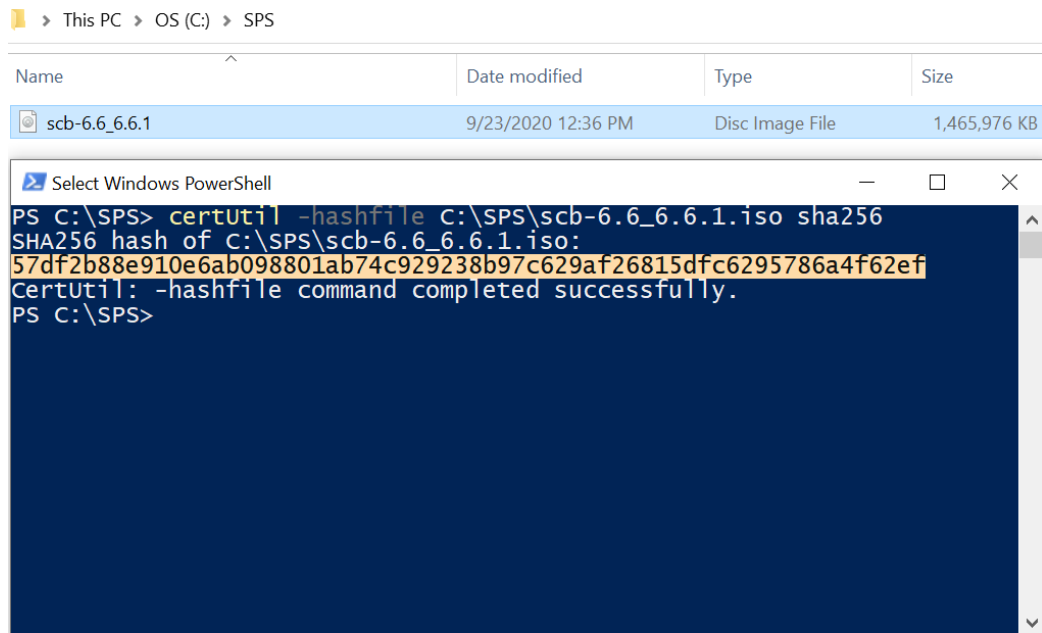 This PC > OS (C:) > SPS
Name Date modified Type Size
scb-6.6_6.6.1 9/23/2020 12:36 PM Disc Image File 1,465,976 KB
Select Windows PowerShell
PS C:\SPS> certUtil -hashfile C:\SPS\scb-6.6_6.6.1.iso sha256
SHA256 hash of C:\SPS\scb-6.6_6.6.1.iso:
57df2b88e910e6ab098801ab74c929238b97c629af26815dfc6295786a4f62ef
CertUtil: -hashfile command completed successfully.
PS C:\SPS>